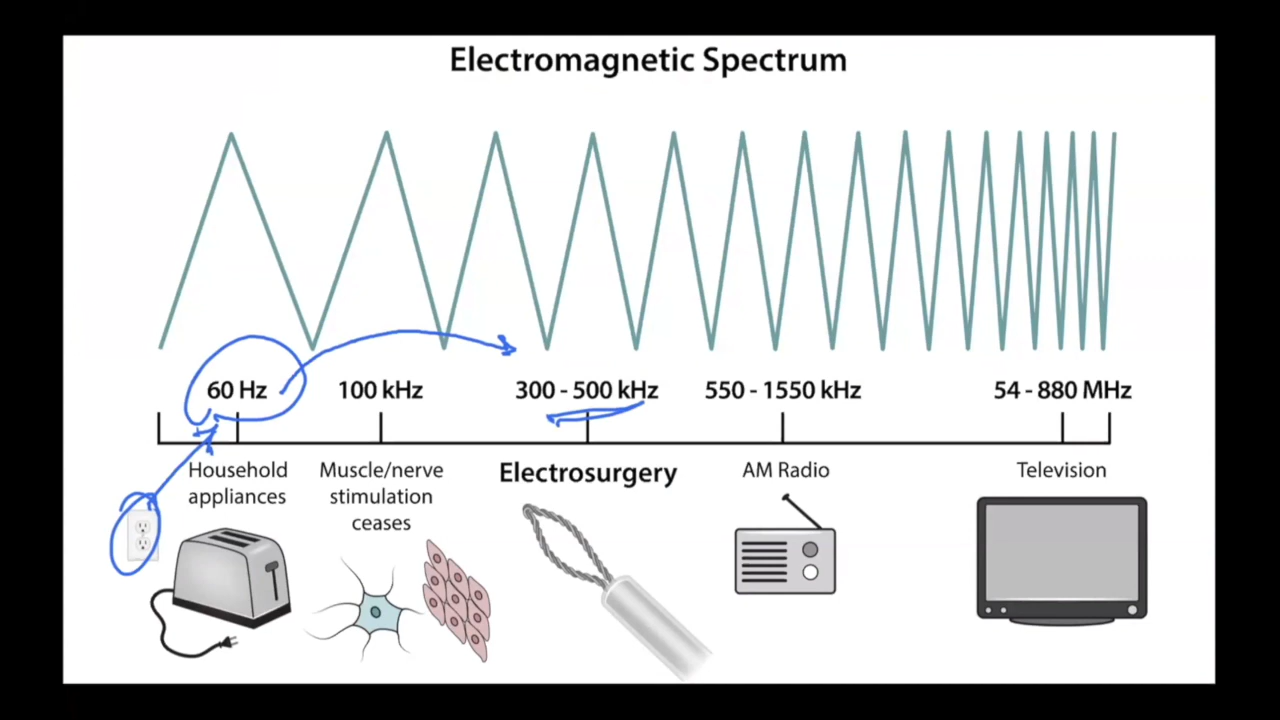 Electromagnetic Spectrum
60 Hz
100 kHz
300 - 500 kHz
550 - 1550 kHz
54 - 880 MHz
Household
appliances
Muscle/nerve
stimulation
ceases
Electrosurgery
AM Radio
Television